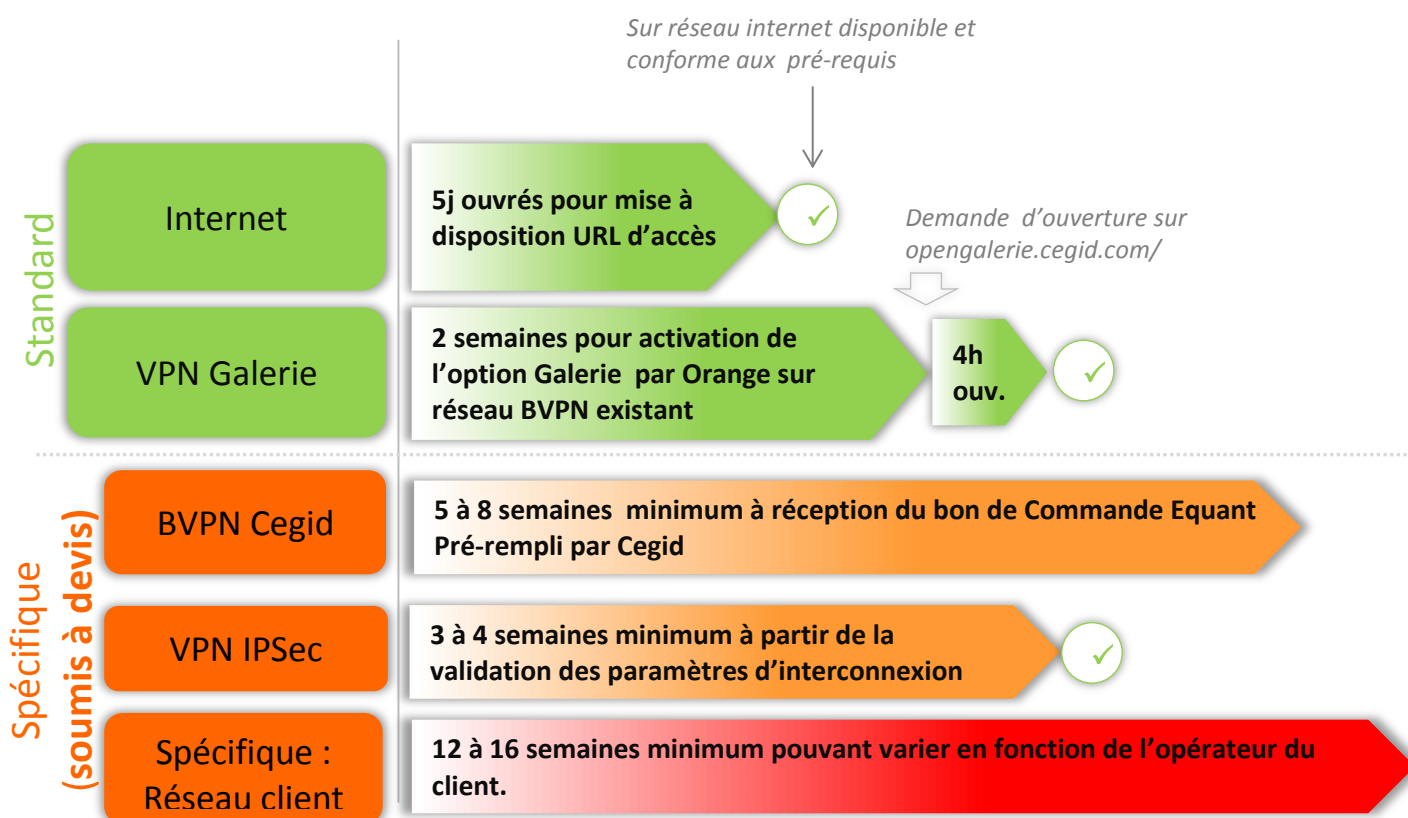 Sur réseau internet disponible et
conforme aux pré-requis
Standard
Internet
5j ouvrés pour mise à
disposition URL d'accès
Demande d'ouverture sur
opengalerie.cegid.com/
VPN Galerie
2 semaines pour activation de
l'option Galerie par Orange sur
réseau BVPN existant
4h
ouv.
Spécifique
(soumis à devis)
BVPN Cegid
5 à 8 semaines minimum à réception du bon de Commande Equant
Pré-rempli par Cegid
VPN IPSec
3 à 4 semaines minimum à partir de la
validation des paramètres d'interconnexion
Spécifique :
Réseau client
12 à 16 semaines minimum pouvant varier en fonction de l'opérateur du
client.